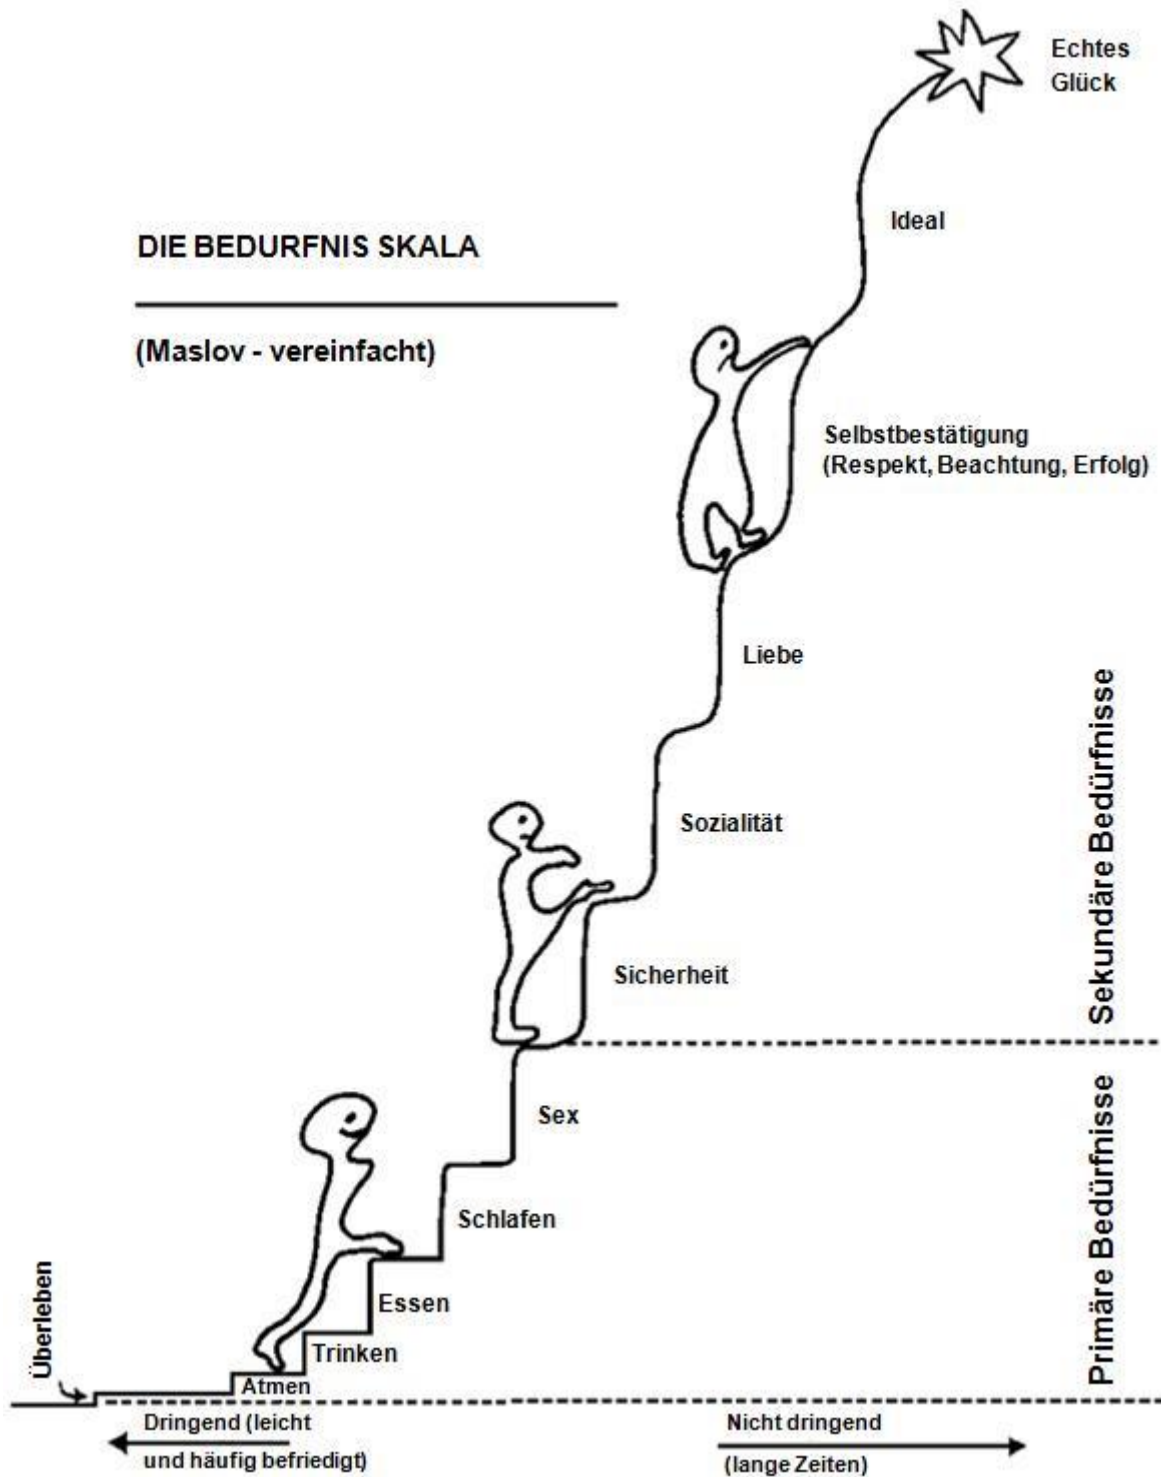 Echtes
Glück
Ideal
DIE BEDURFNIS SKALA
(Maslov - vereinfacht)
Selbstbestätigung
(Respekt, Beachtung, Erfolg)
Liebe
Sozialität
Sicherheit
Sekundäre Bedürfnisse
Sex
Schlafen
Essen
Trinken
Atmen
Überleben
Primäre Bedürfnisse
Dringend (leicht
und häufig befriedigt)
Nicht dringend
(lange Zeiten)